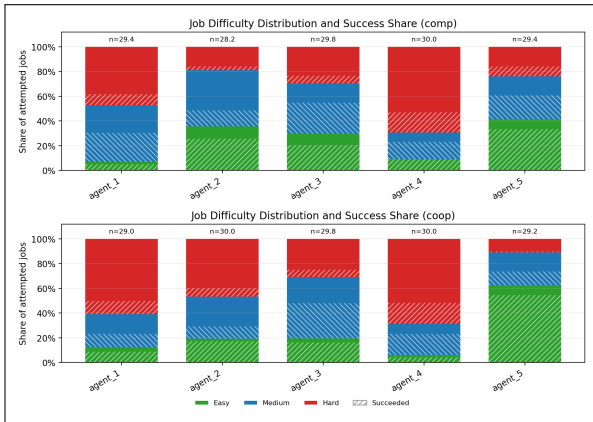 Job Difficulty Distribution and Success Share (comp)
n=29.4 n=28.2 n=29.8 n=30.0 n=29.4
Share of attempted jobs
100%
80%
60%
40%
20%
0%
agent_1 agent_2 agent_3 agent_4 agent_5
Job Difficulty Distribution and Success Share (coop)
n=29.0 n=30.0 n=29.8 n=30.0 n=29.2
Share of attempted jobs
100%
80%
60%
40%
20%
0%
agent_1 agent_2 agent_3 agent_4 agent_5
Easy Medium Hard Succeeded